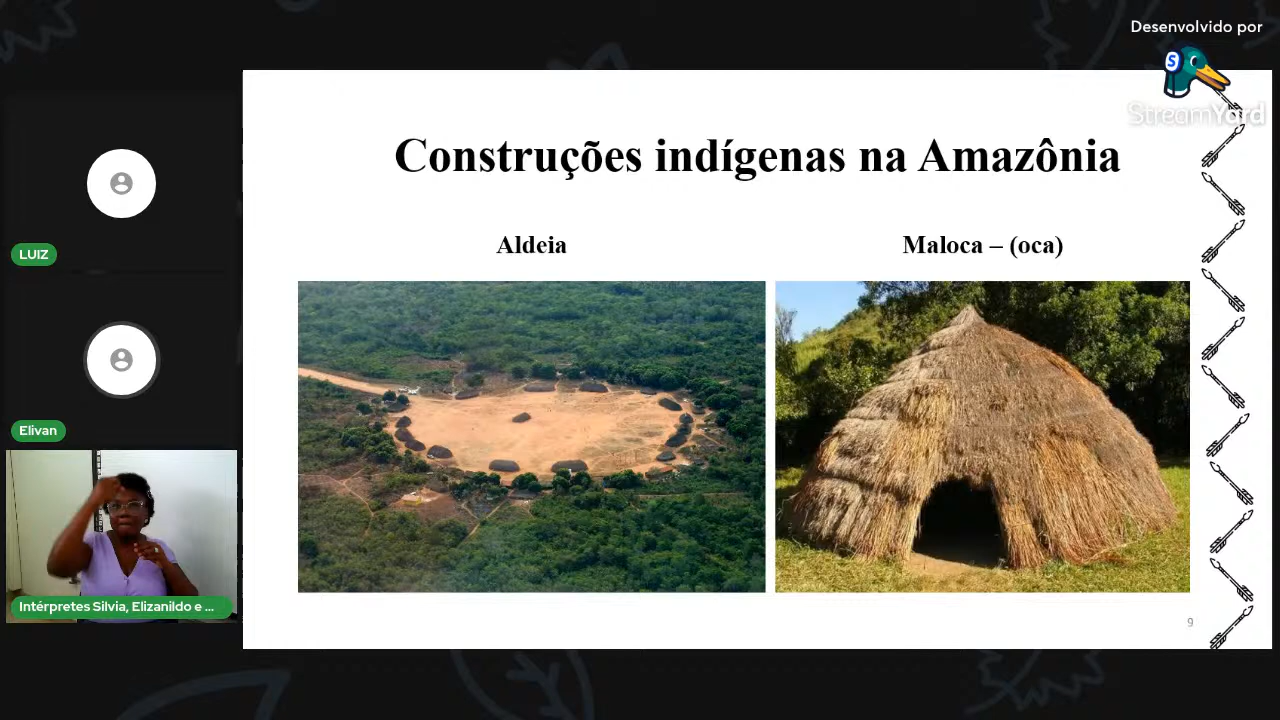 Desenvolvido por
StreamYard
Construções indígenas na Amazônia
Aldeia
Maloca – (oca)
LUIZ
Elivan
Intérpretes Silvia, Elizanildo e ...
9